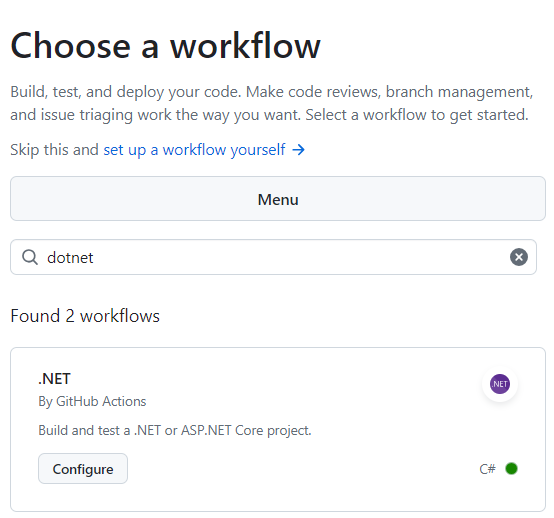 Choose a workflow
Build, test, and deploy your code. Make code reviews, branch management,
and issue triaging work the way you want. Select a workflow to get started.
Skip this and set up a workflow yourself →
Menu
dotnet
Found 2 workflows
.NET
.NET
By GitHub Actions
Build and test a .NET or ASP.NET Core project.
Configure
C#